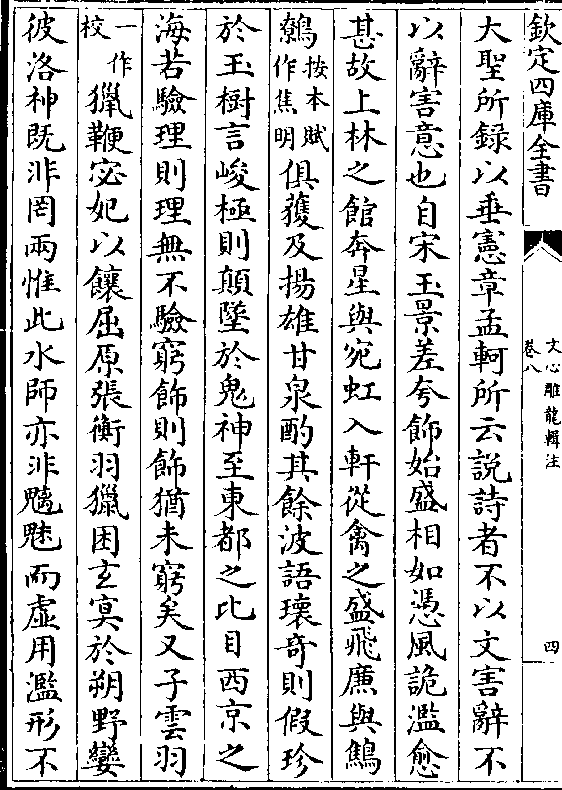 欽定四庫全書
文心雕龍輯注
卷八
四
大聖所錄以垂憲章孟軻所云説詩者不以文害辭不
以辭害意也自宋玉景差夸飾始盛相如憑風詭濫愈
甚故上林之館奔星與宛虹入軒從禽之盛飛廉與鷦
鷯按本賦作焦明俱獲及揚雄甘泉酌其餘波語瓌奇則假珍
於玉樹言峻極則顛墜於鬼神至東都之比目西京之
海若驗理則理無不驗窮飾則飾猶未窮矣又子雲羽
一作校獵鞭宓妃以饟屈原張衡羽獵困玄冥於朔野孌
彼洛神既非罔兩惟此水師亦非魑魅而虛用濫形不